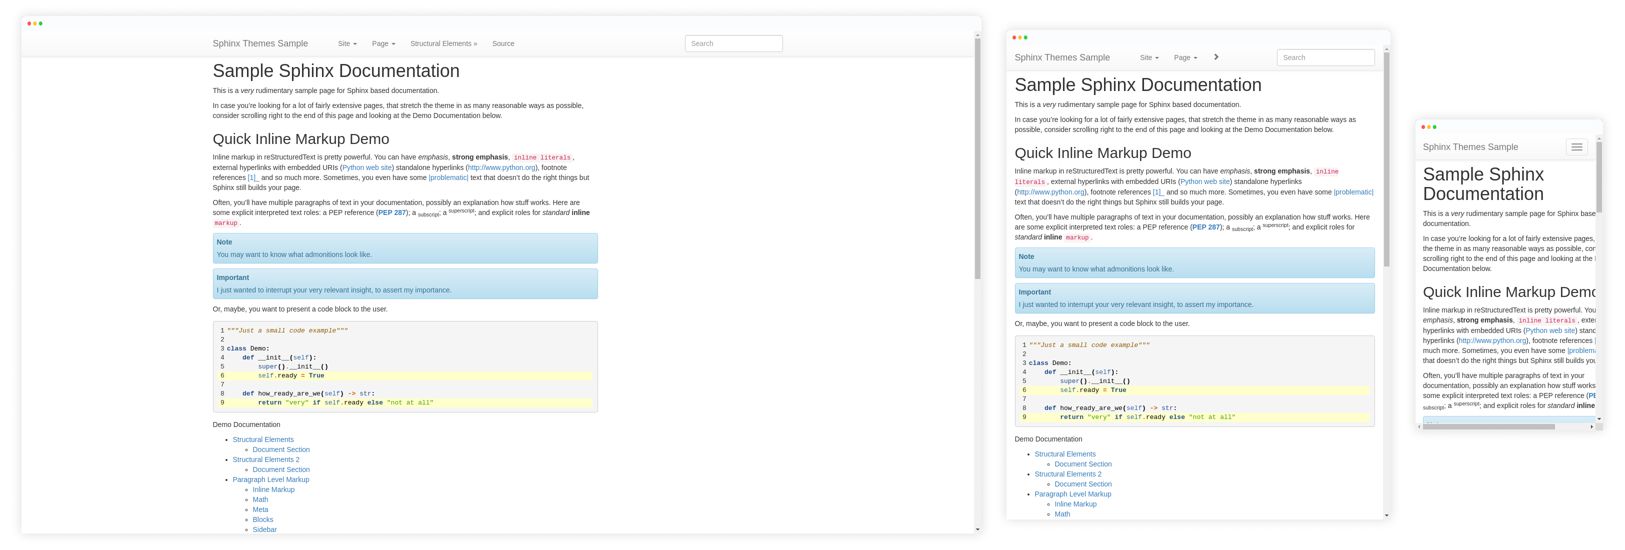 Sphinx Themes Sample
Site
Page
Structural Elements »
Source
Search
Sample Sphinx Documentation
This is a very rudimentary sample page for Sphinx based documentation.
In case you're looking for a lot of fairly extensive pages, that stretch the theme in as many reasonable ways as possible,
consider scrolling right to the end of this page and looking at the Demo Documentation below.
Quick Inline Markup Demo
Inline markup in reStructuredText is pretty powerful. You can have emphasis, strong emphasis, inline literals,
external hyperlinks with embedded URIs (Python web site) standalone hyperlinks (http://www.python.org), footnote
references [1]_ and so much more. Sometimes, you even have some |problematic| text that doesn't do the right things but
Sphinx still builds your page.
Often, you'll have multiple paragraphs of text in your documentation, possibly an explanation how stuff works. Here are
some explicit interpreted text roles: a PEP reference (PEP 287); a subscript; a superscript; and explicit roles for standard inline
markup.
Note
You may want to know what admonitions look like.
Important
I just wanted to interrupt your very relevant insight, to assert my importance.
Or, maybe, you want to present a code block to the user.
1 """Just a small code example"""
2
3 class Demo:
4     def __init__(self):
5         super().__init__()
6         self.ready = True
7
8     def how_ready_are_we(self) -> str:
9         return "very" if self.ready else "not at all"
Demo Documentation
• Structural Elements
◦ Document Section
• Structural Elements 2
◦ Document Section
• Paragraph Level Markup
◦ Inline Markup
◦ Math
◦ Meta
◦ Blocks
◦ Sidebar
Sphinx Themes Sample
Site
Page
Search
Sample Sphinx Documentation
This is a very rudimentary sample page for Sphinx based documentation.
In case you're looking for a lot of fairly extensive pages, that stretch the theme in as many reasonable ways as
possible, consider scrolling right to the end of this page and looking at the Demo Documentation below.
Quick Inline Markup Demo
Inline markup in reStructuredText is pretty powerful. You can have emphasis, strong emphasis, inline
literals, external hyperlinks with embedded URIs (Python web site) standalone hyperlinks
(http://www.python.org), footnote references [1]_ and so much more. Sometimes, you even have some |problematic|
text that doesn't do the right things but Sphinx still builds your page.
Often, you'll have multiple paragraphs of text in your documentation, possibly an explanation how stuff works. Here
are some explicit interpreted text roles: a PEP reference (PEP 287); a subscript; a superscript; and explicit roles for
standard inline markup.
Note
You may want to know what admonitions look like.
Important
I just wanted to interrupt your very relevant insight, to assert my importance.
Or, maybe, you want to present a code block to the user.
1 """Just a small code example"""
2
3 class Demo:
4     def __init__(self):
5         super().__init__()
6         self.ready = True
7
8     def how_ready_are_we(self) -> str:
9         return "very" if self.ready else "not at all"
Demo Documentation
• Structural Elements
◦ Document Section
• Structural Elements 2
◦ Document Section
• Paragraph Level Markup
◦ Inline Markup
◦ Math
Sphinx Themes Sample
Sample Sphinx
Documentation
This is a very rudimentary sample page for Sphinx base
documentation.
In case you're looking for a lot of fairly extensive pages,
the theme in as many reasonable ways as possible, con
scrolling right to the end of this page and looking at the
Documentation below.
Quick Inline Markup Demo
Inline markup in reStructuredText is pretty powerful. You
emphasis, strong emphasis, inline literals, exter
hyperlinks with embedded URIs (Python web site) stand
hyperlinks (http://www.python.org), footnote references
much more. Sometimes, you even have some |problema
that doesn't do the right things but Sphinx still builds you
Often, you'll have multiple paragraphs of text in your
documentation, possibly an explanation how stuff works
some explicit interpreted text roles: a PEP reference (PE
subscript; a superscript; and explicit roles for standard inline